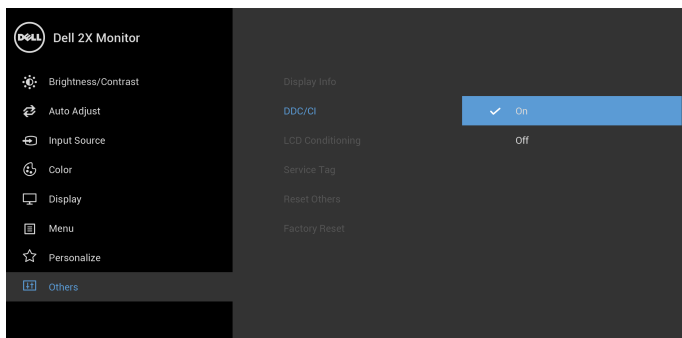 DELL Dell 2X Monitor
Brightness/Contrast
Auto Adjust
Input Source
Color
Display
Menu
Personalize
Others
Display Info
DDC/CI
LCD Conditioning
Service Tag
Reset Others
Factory Reset
On
Off